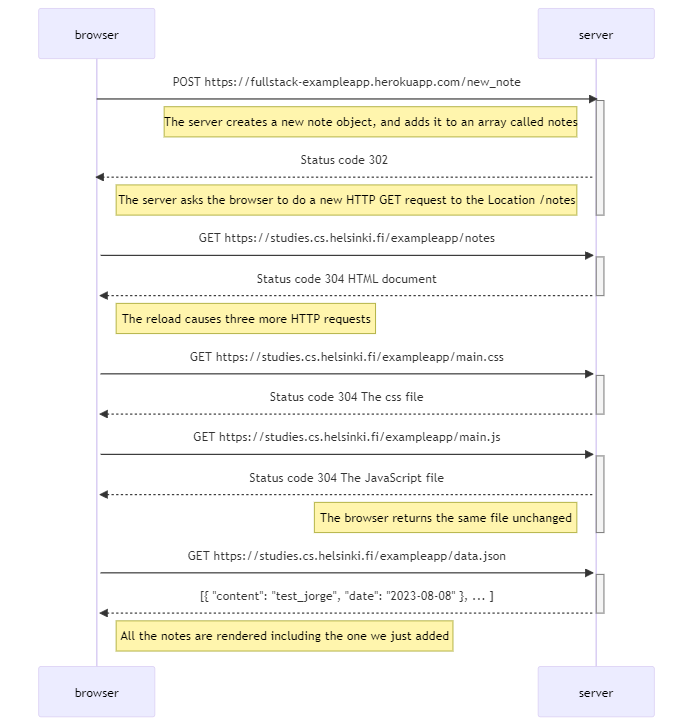 browser server
POST https://fullstack-exampleapp.herokuapp.com/new_note
The server creates a new note object, and adds it to an array called notes
Status code 302
The server asks the browser to do a new HTTP GET request to the Location /notes
GET https://studies.cs.helsinki.fi/exampleapp/notes
Status code 304 HTML document
The reload causes three more HTTP requests
GET https://studies.cs.helsinki.fi/exampleapp/main.css
Status code 304 The css file
GET https://studies.cs.helsinki.fi/exampleapp/main.js
Status code 304 The JavaScript file
The browser returns the same file unchanged
GET https://studies.cs.helsinki.fi/exampleapp/data.json
[{ "content": "test_jorge", "date": "2023-08-08" }, ... ]
All the notes are rendered including the one we just added
browser server